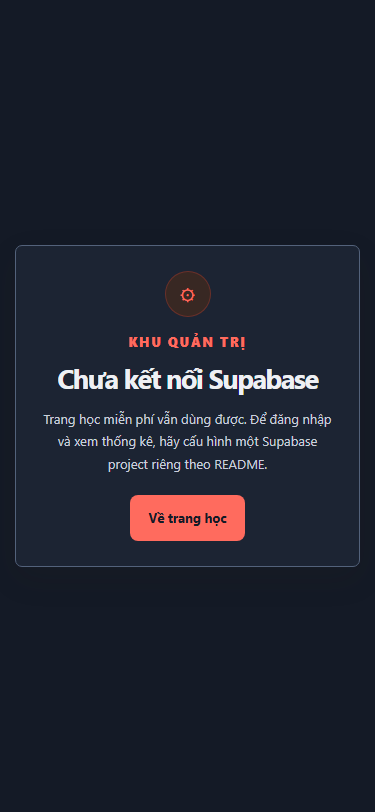 KHU QUẢN TRỊ
Chưa kết nối Supabase
Trang học miễn phí vẫn dùng được. Để đăng nhập
và xem thống kê, hãy cấu hình một Supabase
project riêng theo README.
Về trang học